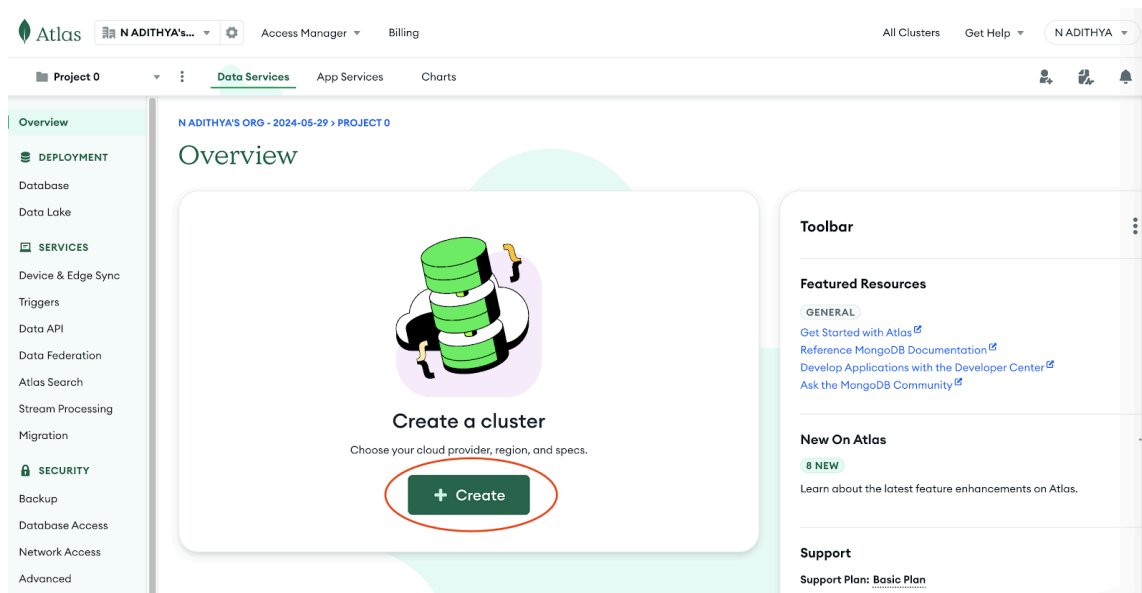 Atlas N ADITHYA's... Access Manager Billing All Clusters Get Help N ADITHYA
Project 0 Data Services App Services Charts
Overview
DEPLOYMENT
Database
Data Lake
SERVICES
Device & Edge Sync
Triggers
Data API
Data Federation
Atlas Search
Stream Processing
Migration
SECURITY
Backup
Database Access
Network Access
Advanced
N ADITHYA'S ORG - 2024-05-29 > PROJECT 0
Overview
Create a cluster
Choose your cloud provider, region, and specs.
+ Create
Toolbar
Featured Resources
GENERAL
Get Started with Atlas
Reference MongoDB Documentation
Develop Applications with the Developer Center
Ask the MongoDB Community
New On Atlas
8 NEW
Learn about the latest feature enhancements on Atlas.
Support
Support Plan: Basic Plan